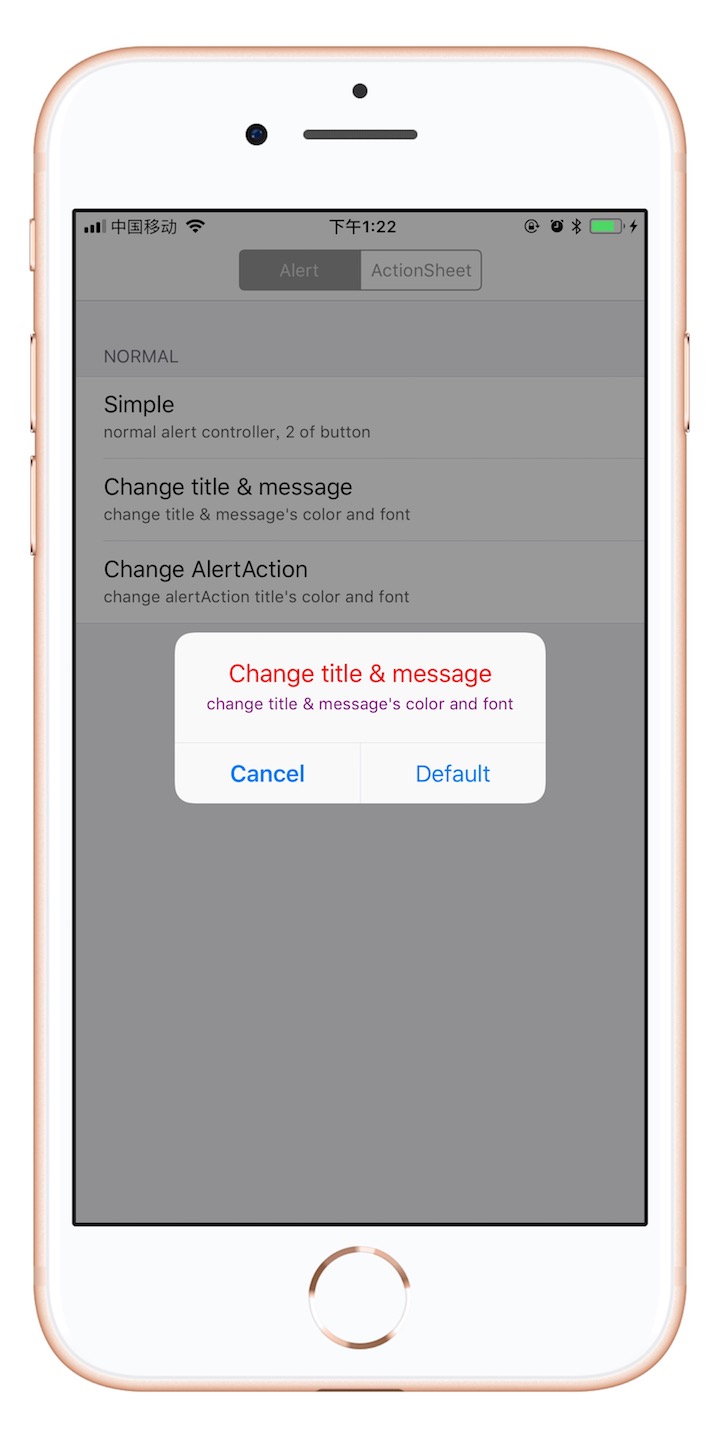 中国移动 下午1:22
Alert ActionSheet
NORMAL
Simple
normal alert controller, 2 of button
Change title & message
change title & message's color and font
Change AlertAction
change alertAction title's color and font
Change title & message
change title & message's color and font
Cancel Default